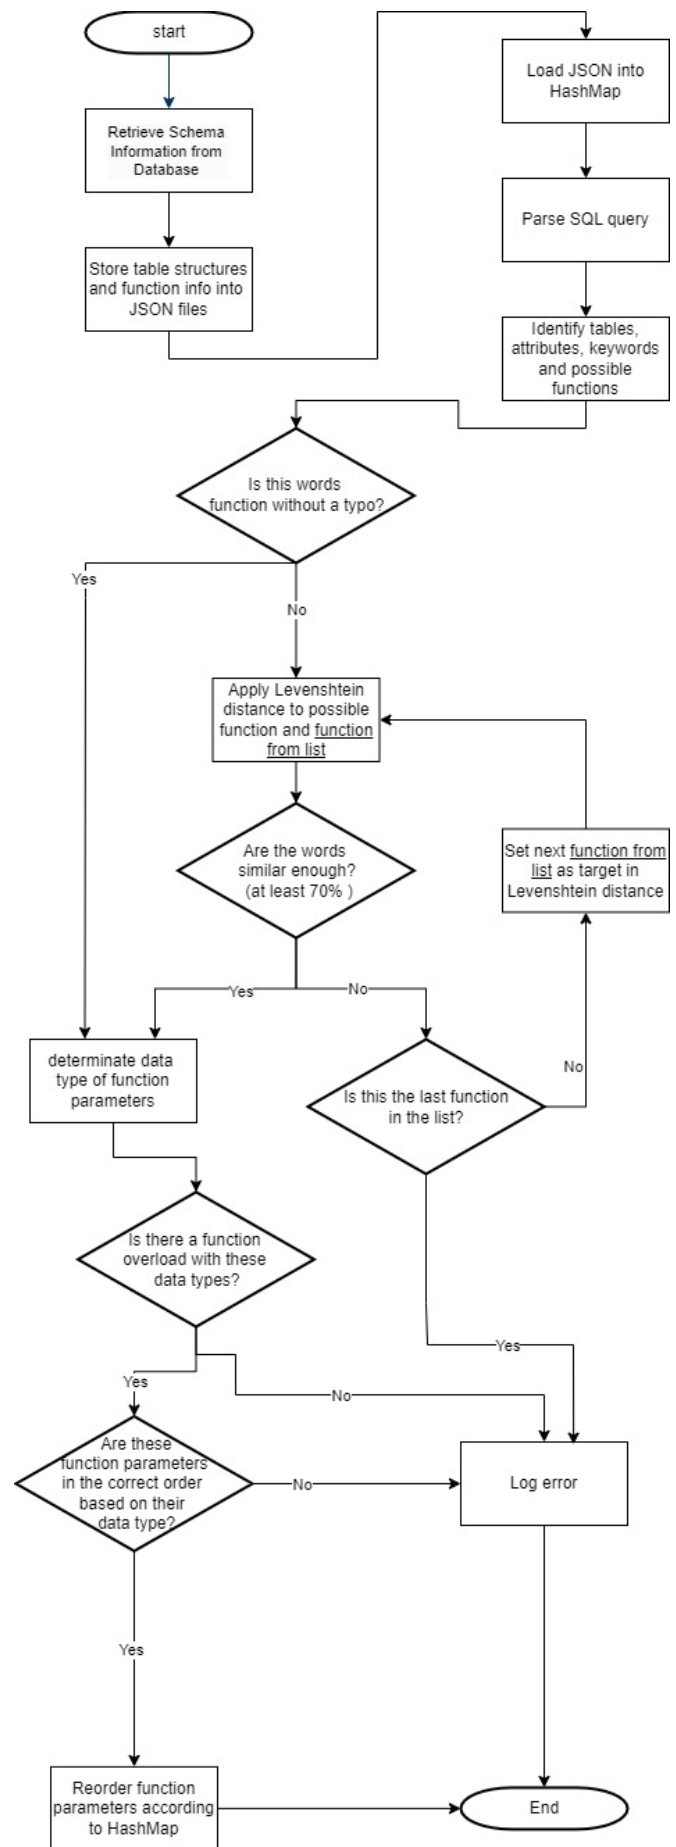 start
Retrieve Schema
Information from
Database
Store table structures
and function info into
JSON files
Load JSON into
HashMap
Parse SQL query
Identify tables,
attributes, keywords
and possible
functions
Is this words
function without a typo?
Yes
No
Apply Levenshtein
distance to possible
function and function
from list
Are the words
similar enough?
(at least 70% )
Set next function from
list as target in
Levenshtein distance
Yes
No
determinate data
type of function
parameters
Is this the last function
in the list?
No
Is there a function
overload with these
data types?
Yes
Yes
No
Are these
function parameters
in the correct order
based on their
data type?
No
Log error
Yes
Reorder function
parameters according
to HashMap
End